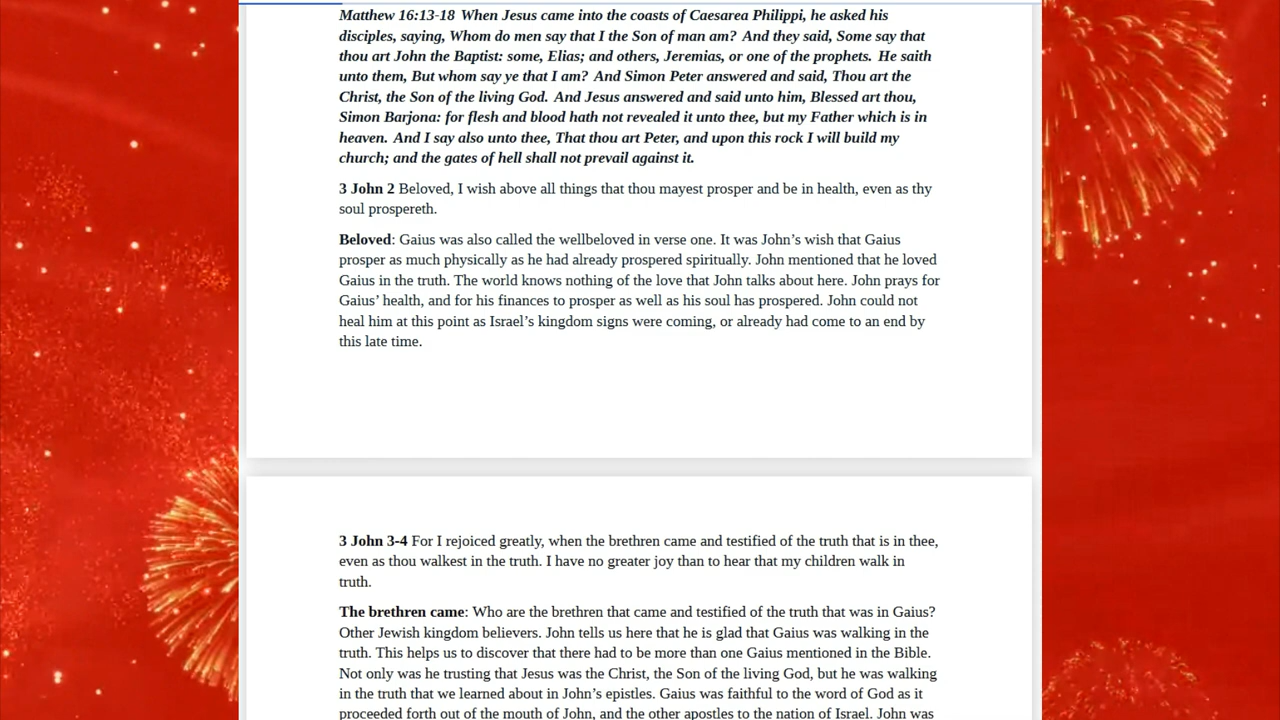 Matthew 16:13-18 When Jesus came into the coasts of Caesarea Philippi, he asked his
disciples, saying, Whom do men say that I the Son of man am? And they said, Some say that
thou art John the Baptist: some, Elias; and others, Jeremias, or one of the prophets. He saith
unto them, But whom say ye that I am? And Simon Peter answered and said, Thou art the
Christ, the Son of the living God. And Jesus answered and said unto him, Blessed art thou,
Simon Barjona: for flesh and blood hath not revealed it unto thee, but my Father which is in
heaven. And I say also unto thee, That thou art Peter, and upon this rock I will build my
church; and the gates of hell shall not prevail against it.
3 John 2 Beloved, I wish above all things that thou mayest prosper and be in health, even as thy
soul prospereth.
Beloved: Gaius was also called the wellbeloved in verse one. It was John’s wish that Gaius
prosper as much physically as he had already prospered spiritually. John mentioned that he loved
Gaius in the truth. The world knows nothing of the love that John talks about here. John prays for
Gaius’ health, and for his finances to prosper as well as his soul has prospered. John could not
heal him at this point as Israel’s kingdom signs were coming, or already had come to an end by
this late time.
3 John 3-4 For I rejoiced greatly, when the brethren came and testified of the truth that is in thee,
even as thou walkest in the truth. I have no greater joy than to hear that my children walk in
truth.
The brethren came: Who are the brethren that came and testified of the truth that was in Gaius?
Other Jewish kingdom believers. John tells us here that he is glad that Gaius was walking in the
truth. This helps us to discover that there had to be more than one Gaius mentioned in the Bible.
Not only was he trusting that Jesus was the Christ, the Son of the living God, but he was walking
in the truth that we learned about in John’s epistles. Gaius was faithful to the word of God as it
proceeded forth out of the mouth of John, and the other apostles to the nation of Israel. John was